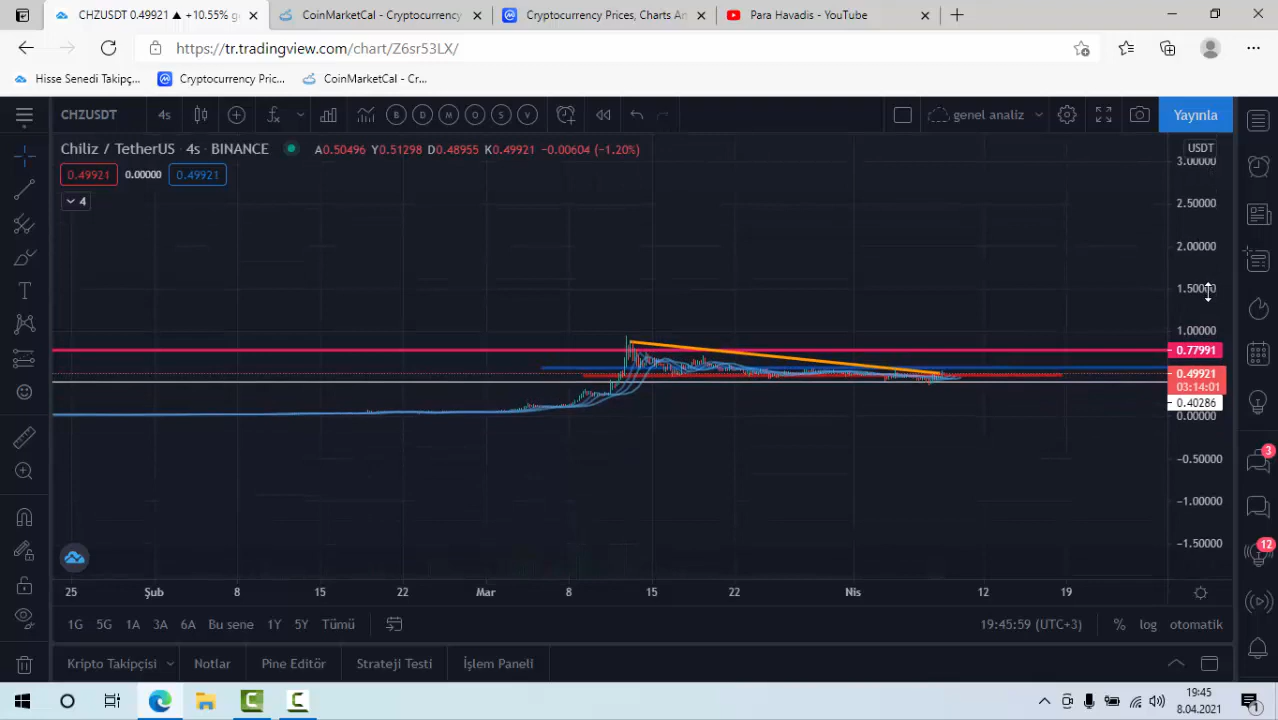 CHZUSDT 0.49921 ▲ +10.55% ge
CoinMarketCal - Cryptocurrency
Cryptocurrency Prices, Charts An
Para Havadis - YouTube
https://tr.tradingview.com/chart/Z6sr53LX/
Hisse Senedi Takipç...
Cryptocurrency Pric...
CoinMarketCal - Cr...
CHZUSDT
4s
B D M O S V
genel analiz
Yayınla
Chiliz / TetherUS · 4s · BINANCE
A0.50496 Y0.51298 D0.48955 K0.49921 −0.00604 (−1.20%)
USDT
0.49921 0.00000 0.49921
4
3.00000
2.50000
2.00000
1.50000
1.00000
0.77991
0.49921
03:14:01
0.40286
0.00000
−0.50000
−1.00000
−1.50000
3
12
25 Şub 8 15 22 Mar 8 15 22 Nis 12 19
1G 5G 1A 3A 6A Bu sene 1Y 5Y Tümü
19:45:59 (UTC+3) % log otomatik
Kripto Takipçisi Notlar Pine Editör Strateji Testi İşlem Paneli
19:45
8.04.2021
1